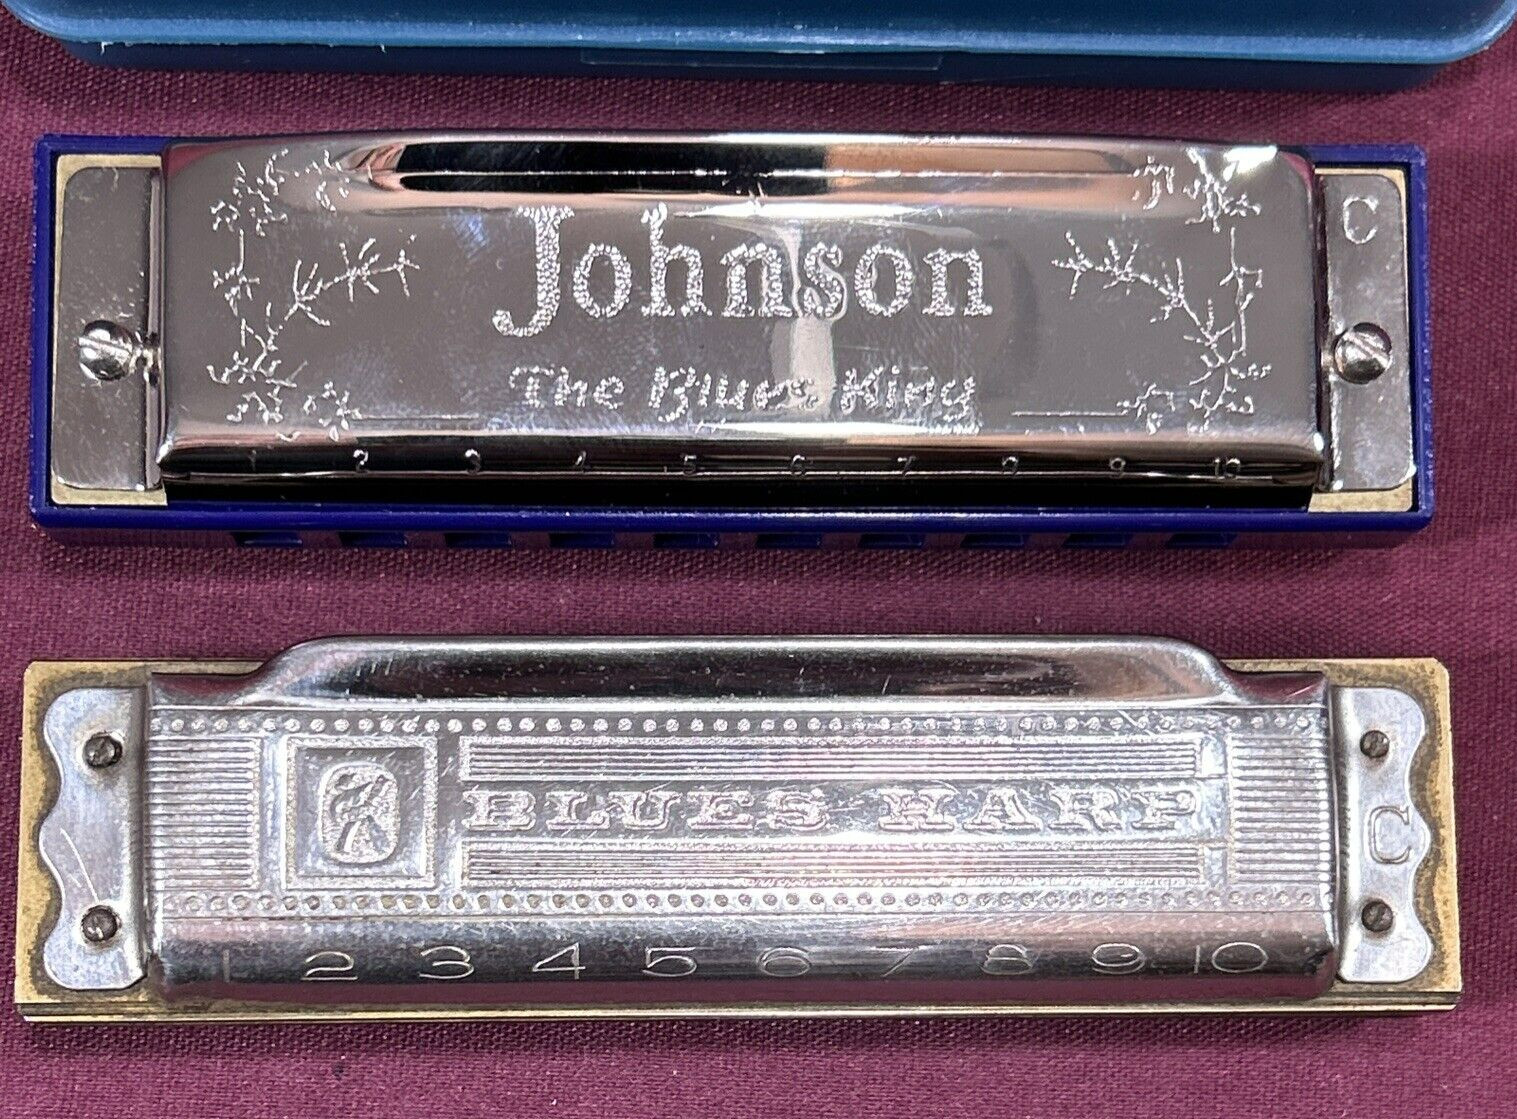 Johnson
C
The Blues King
1 2 3 4 5 6 7 8 9 10
BLUES HARP
C
1 2 3 4 5 6 7 8 9 10